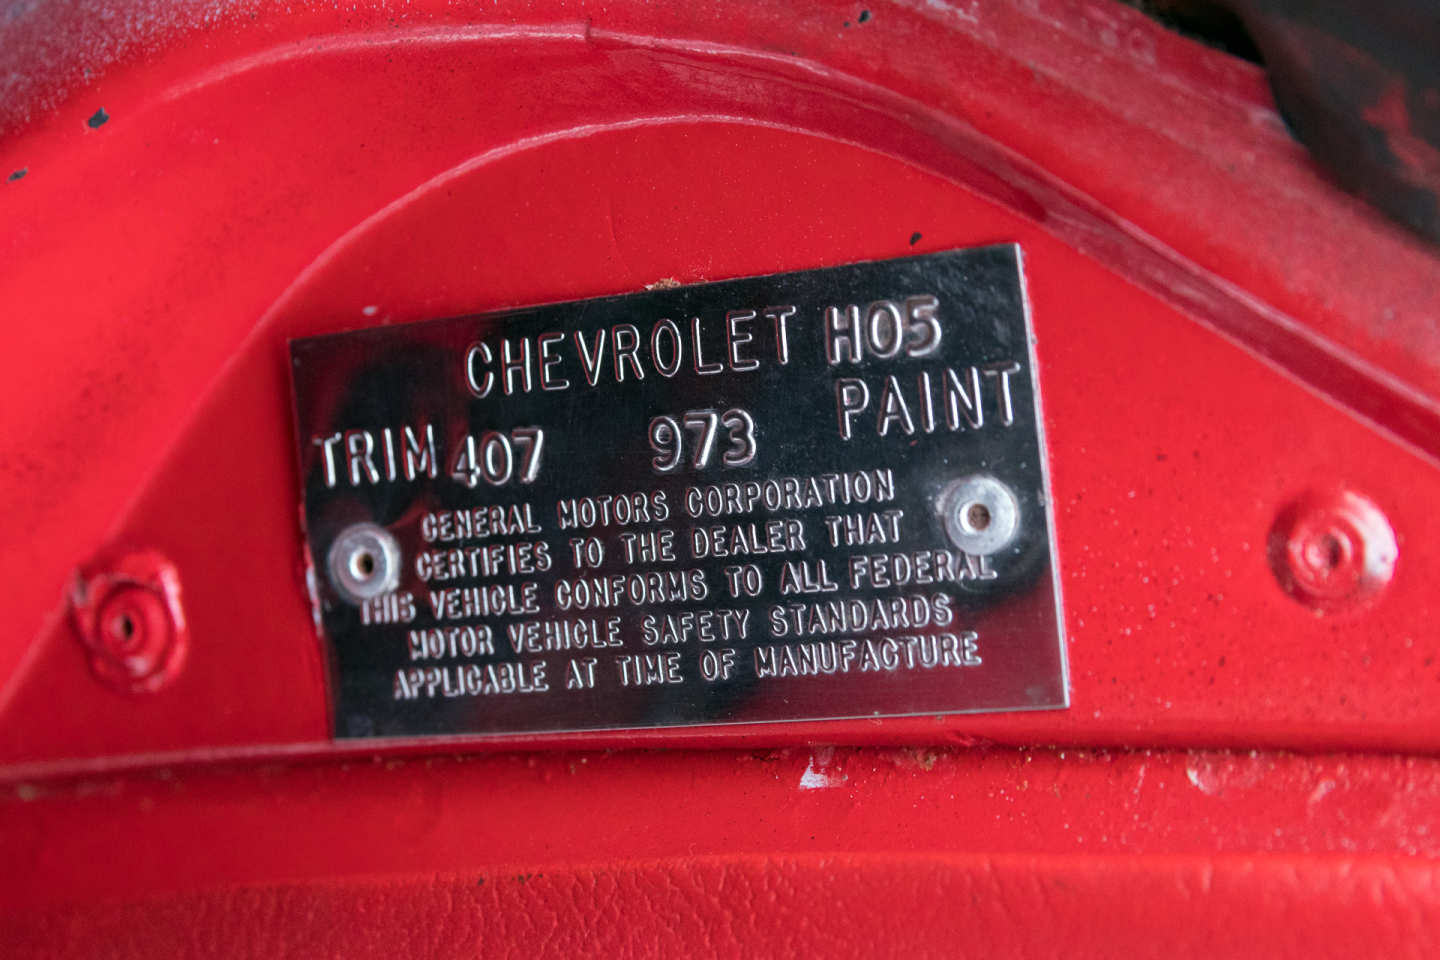 CHEVROLET H05
TRIM 407 973 PAINT
GENERAL MOTORS CORPORATION
CERTIFIES TO THE DEALER THAT
THIS VEHICLE CONFORMS TO ALL FEDERAL
MOTOR VEHICLE SAFETY STANDARDS
APPLICABLE AT TIME OF MANUFACTURE